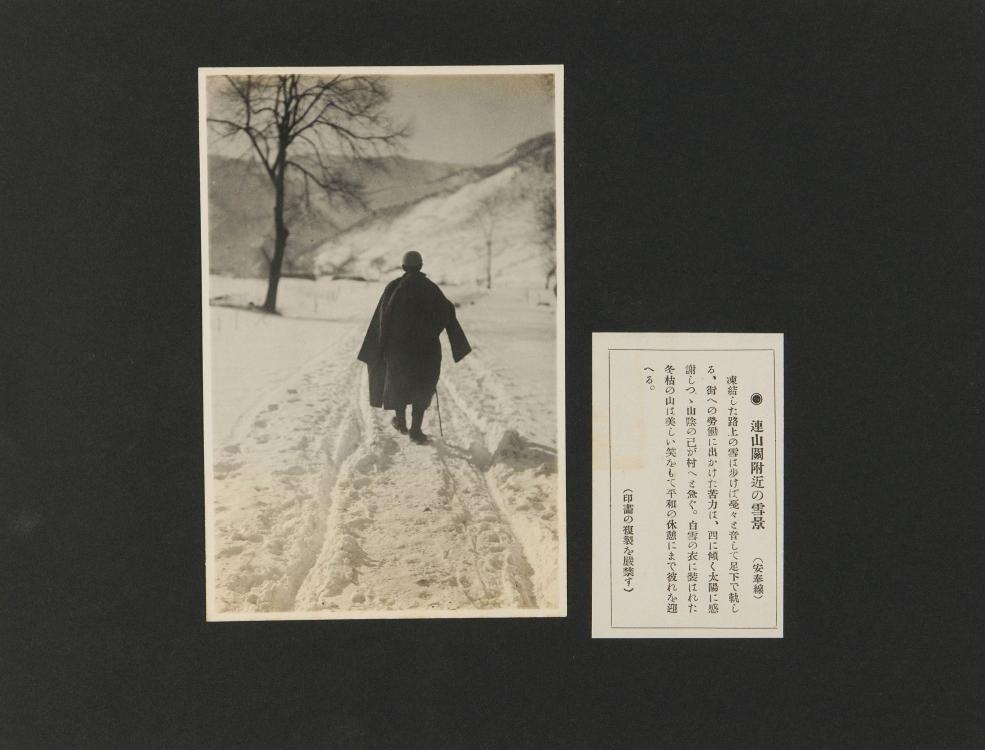 ◉ 連山關附近の雪景 （安奉線）
凍結した路上の雪は歩けば戞々と音して足下で軌し
る、街への勞働に出かけた苦力は、西に傾く太陽に感
謝しつゝ山陰の己が村へと急ぐ。白雪の衣に裝はれた
冬枯の山は美しい笑をもて平和の休憩にまで彼れを迎
へる。
（印畵の複製を嚴禁す）